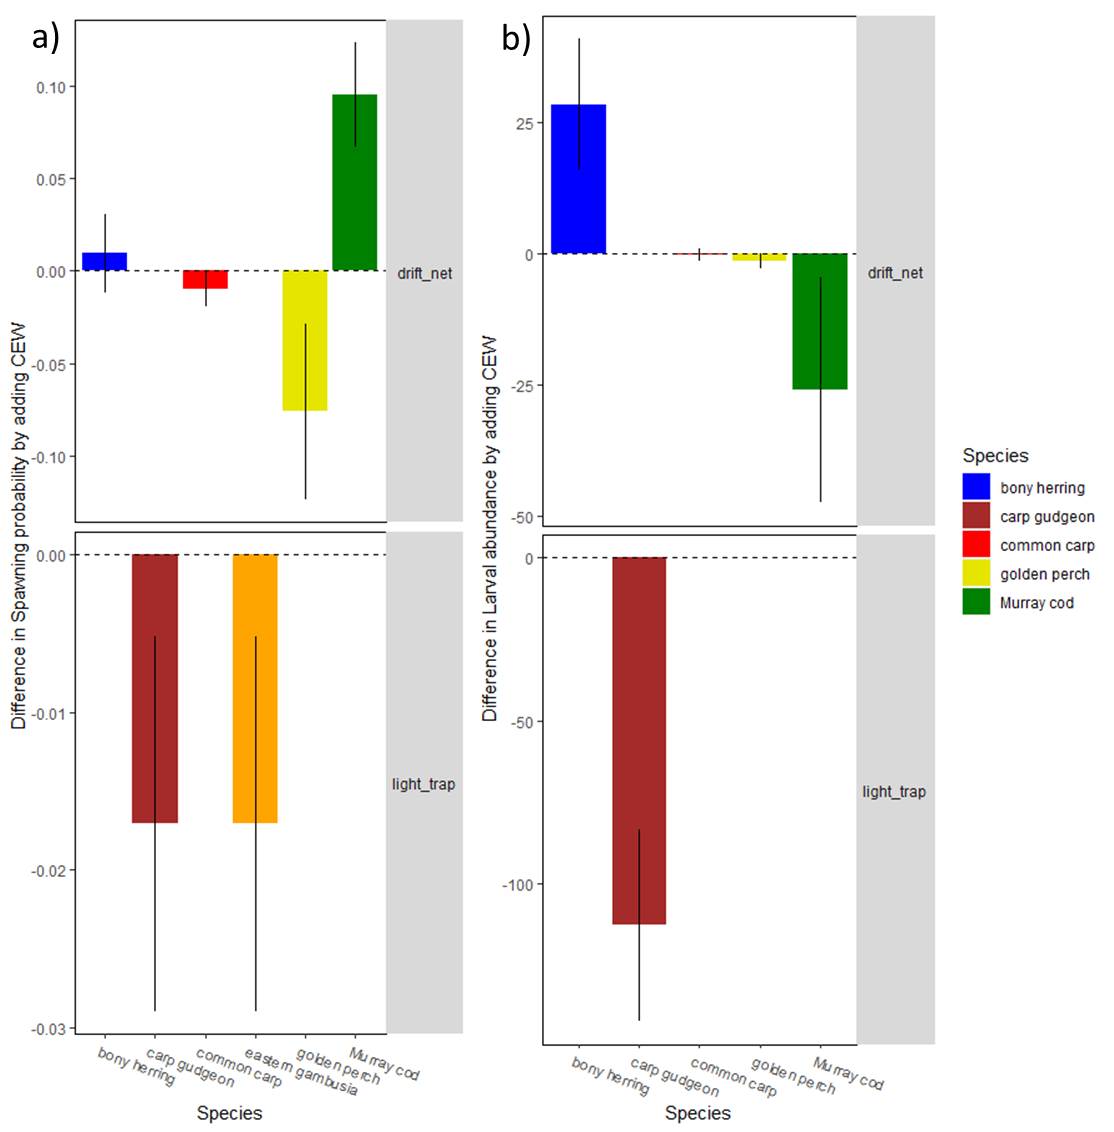 a)
Difference in Spawning probability by adding CEW
0.10
0.05
0.00
-0.05
-0.10
drift_net
0.00
-0.01
-0.02
-0.03
light_trap
bony herring
carp gudgeon
common carp
eastern gambusia
golden perch
Murray cod
Species
b)
Difference in Larval abundance by adding CEW
25
0
-25
-50
drift_net
0
-50
-100
light_trap
bony herring
carp gudgeon
common carp
golden perch
Murray cod
Species
Species
bony herring
carp gudgeon
common carp
golden perch
Murray cod